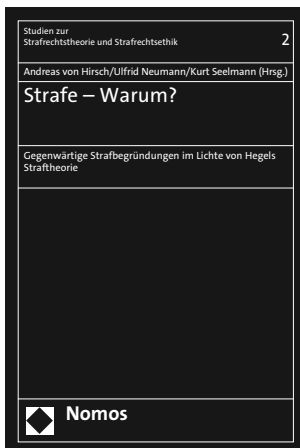 Studien zur
Strafrechtstheorie und Strafrechtsethik 2
Andreas von Hirsch/Ulfrid Neumann/Kurt Seelmann (Hrsg.)
Strafe – Warum?
Gegenwärtige Strafbegründungen im Lichte von Hegels
Straftheorie
Nomos